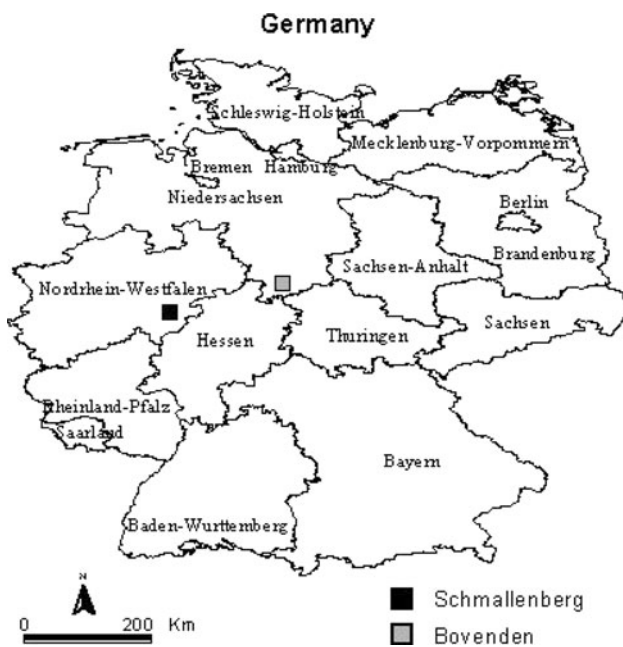 Germany
Schleswig-Holstein
Mecklenburg-Vorpommern
Bremen
Hamburg
Niedersachsen
Berlin
Brandenburg
Sachsen-Anhalt
Nordrhein-Westfalen
Sachsen
Thuringen
Hessen
Rheinland-Pfalz
Saarland
Bayern
Baden-Wurttemberg
N
0 200 Km
Schmallenberg
Bovenden